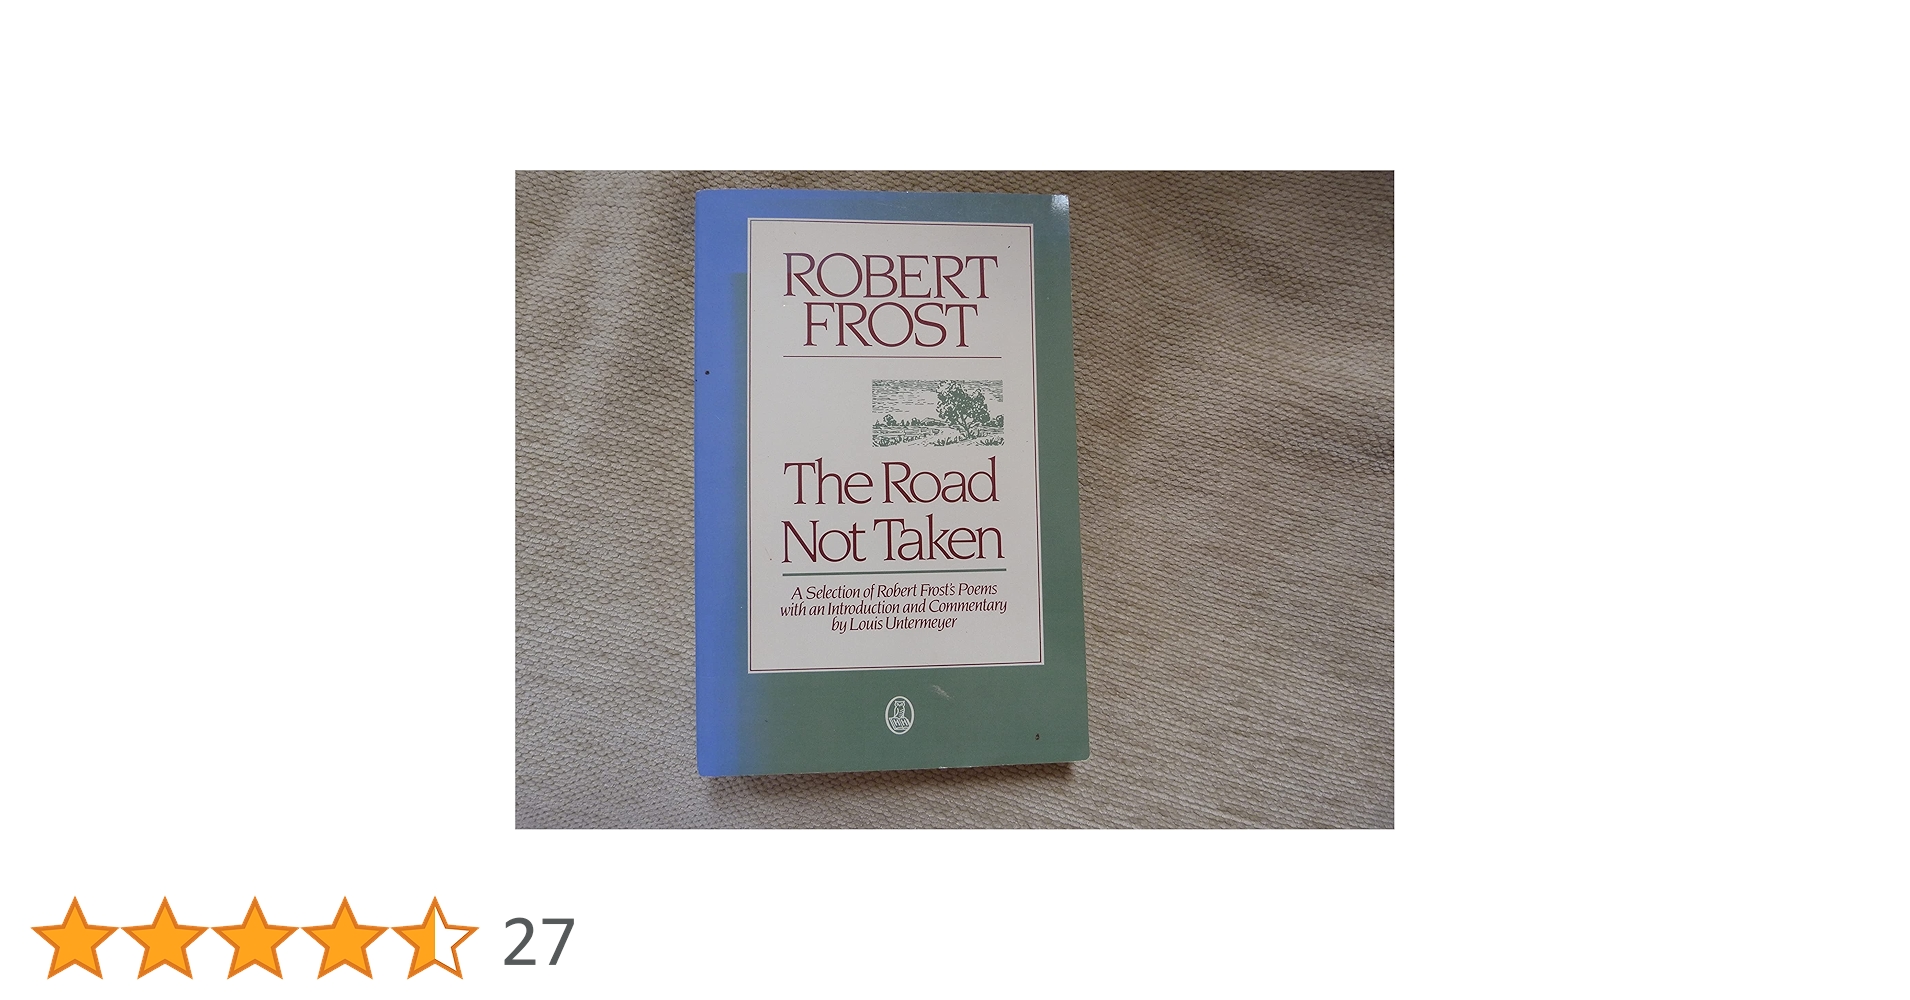 ROBERT
FROST
The Road
Not Taken
A Selection of Robert Frost's Poems
with an Introduction and Commentary
by Louis Untermeyer
27